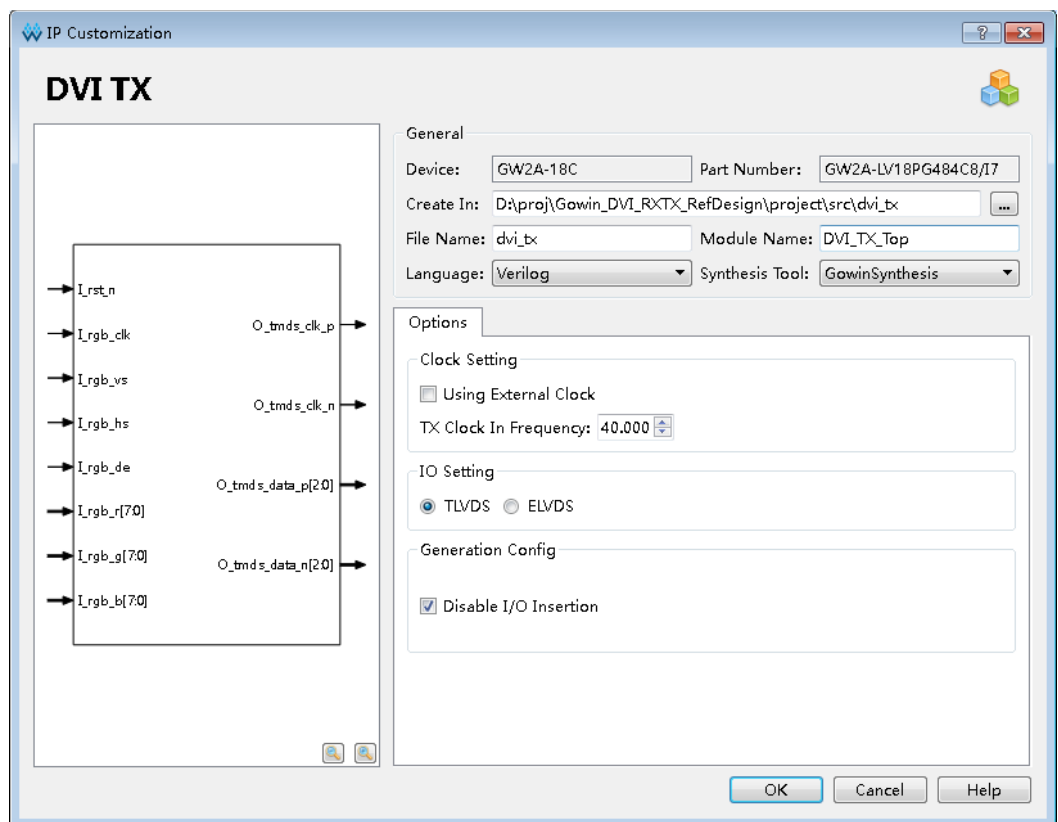 IP Customization
DVI TX
I_rst_n
I_rgb_clk
I_rgb_vs
I_rgb_hs
I_rgb_de
I_rgb_r[7:0]
I_rgb_g[7:0]
I_rgb_b[7:0]
O_tmds_clk_p
O_tmds_clk_n
O_tmds_data_p[2:0]
O_tmds_data_n[2:0]
General
Device: GW2A-18C Part Number: GW2A-LV18PG484C8/I7
Create In: D:\proj\Gowin_DVI_RXTX_RefDesign\project\src\dvi_tx ...
File Name: dvi_tx Module Name: DVI_TX_Top
Language: Verilog Synthesis Tool: GowinSynthesis
Options
Clock Setting
Using External Clock
TX Clock In Frequency: 40.000
IO Setting
TLVDS ELVDS
Generation Config
Disable I/O Insertion
OK Cancel Help